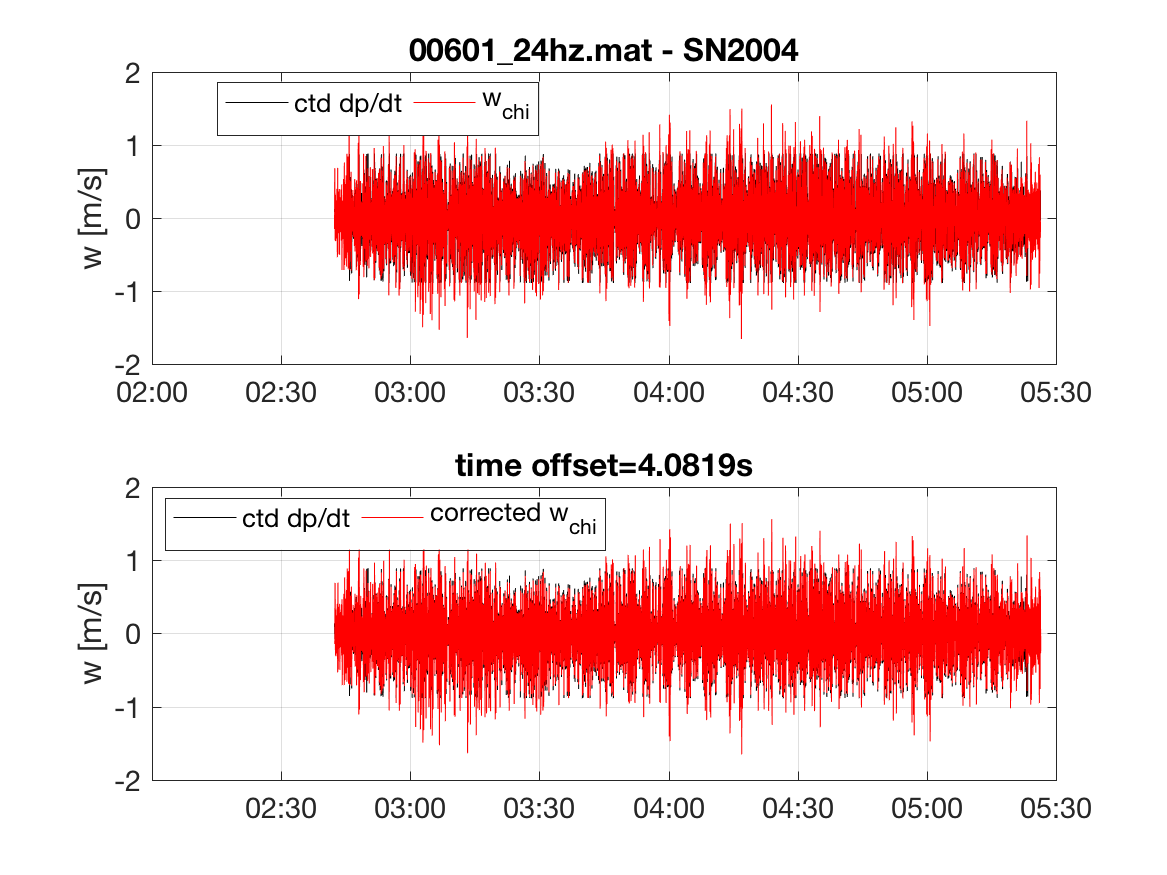 00601_24hz.mat - SN2004
2
ctd dp/dt w_chi
1
w [m/s]
0
-1
-2
02:00 02:30 03:00 03:30 04:00 04:30 05:00 05:30
time offset=4.0819s
2
ctd dp/dt corrected w_chi
1
w [m/s]
0
-1
-2
02:30 03:00 03:30 04:00 04:30 05:00 05:30